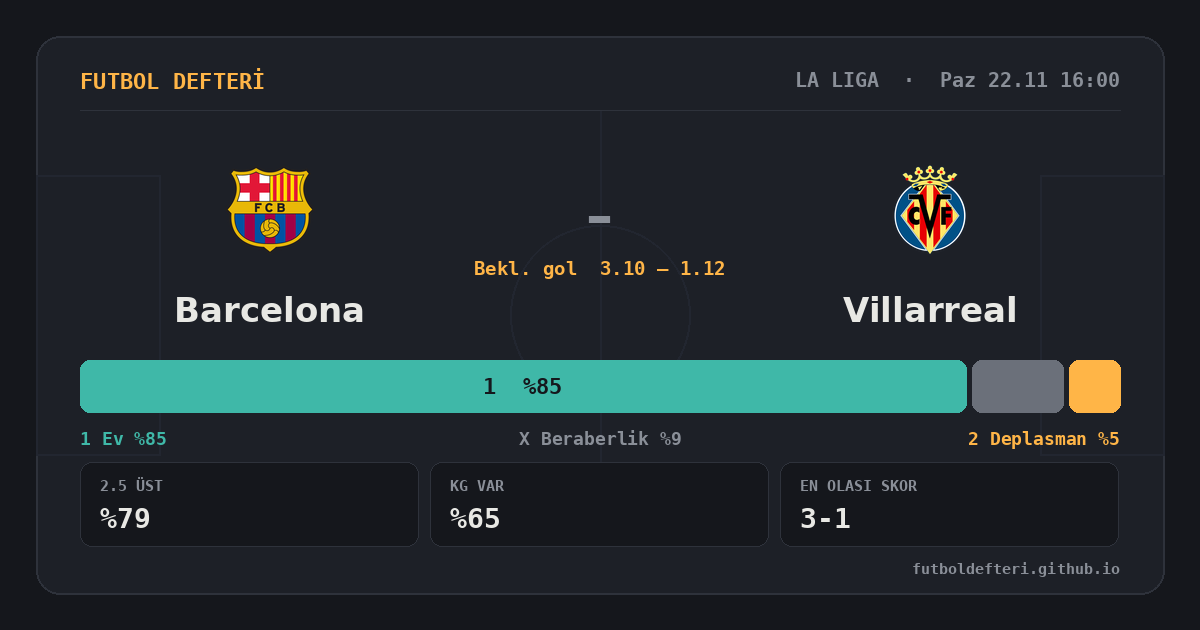 FUTBOL DEFTERİ
LA LIGA · Paz 22.11 16:00
FCB
CVF
–
Bekl. gol 3.10 — 1.12
Barcelona
Villarreal
1 %85
1 Ev %85
X Beraberlik %9
2 Deplasman %5
2.5 ÜST
KG VAR
EN OLASI SKOR
%79
%65
3-1
futboldefteri.github.io